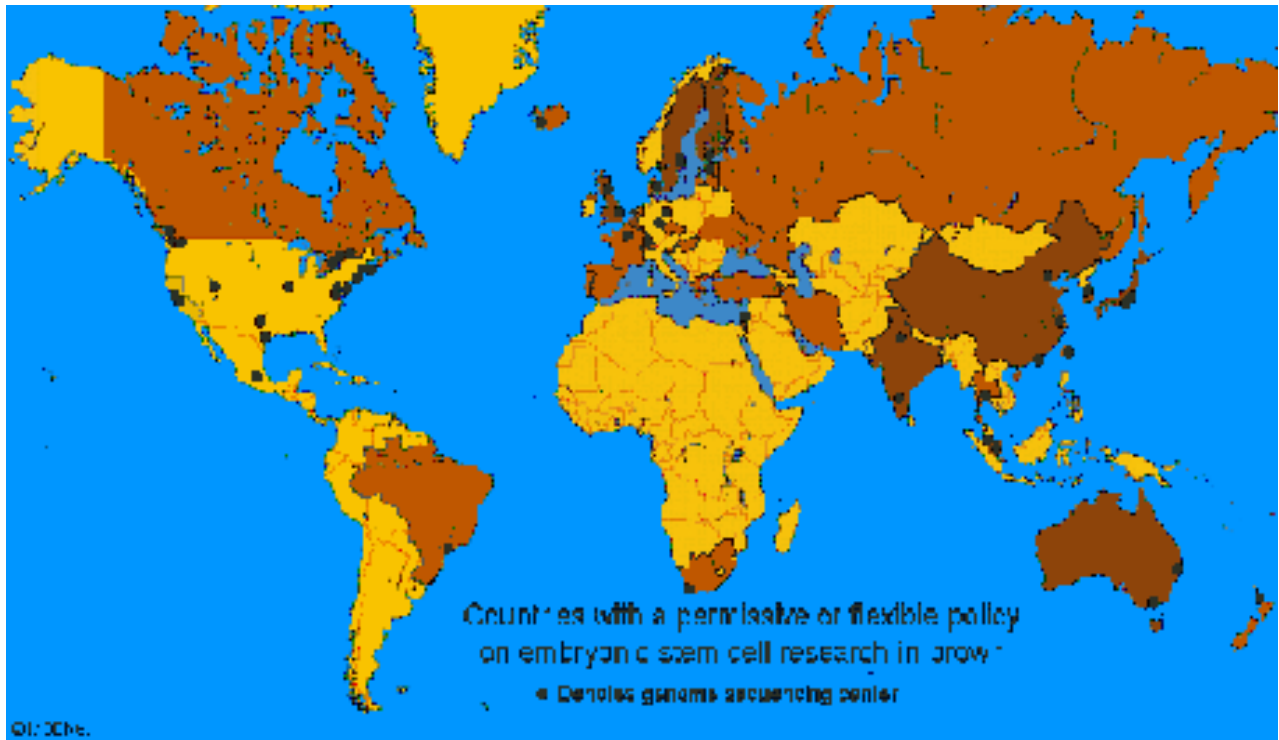 Countries with a permissive or flexible policy
on embryonic stem cell research in brown
Denotes genome sequencing center